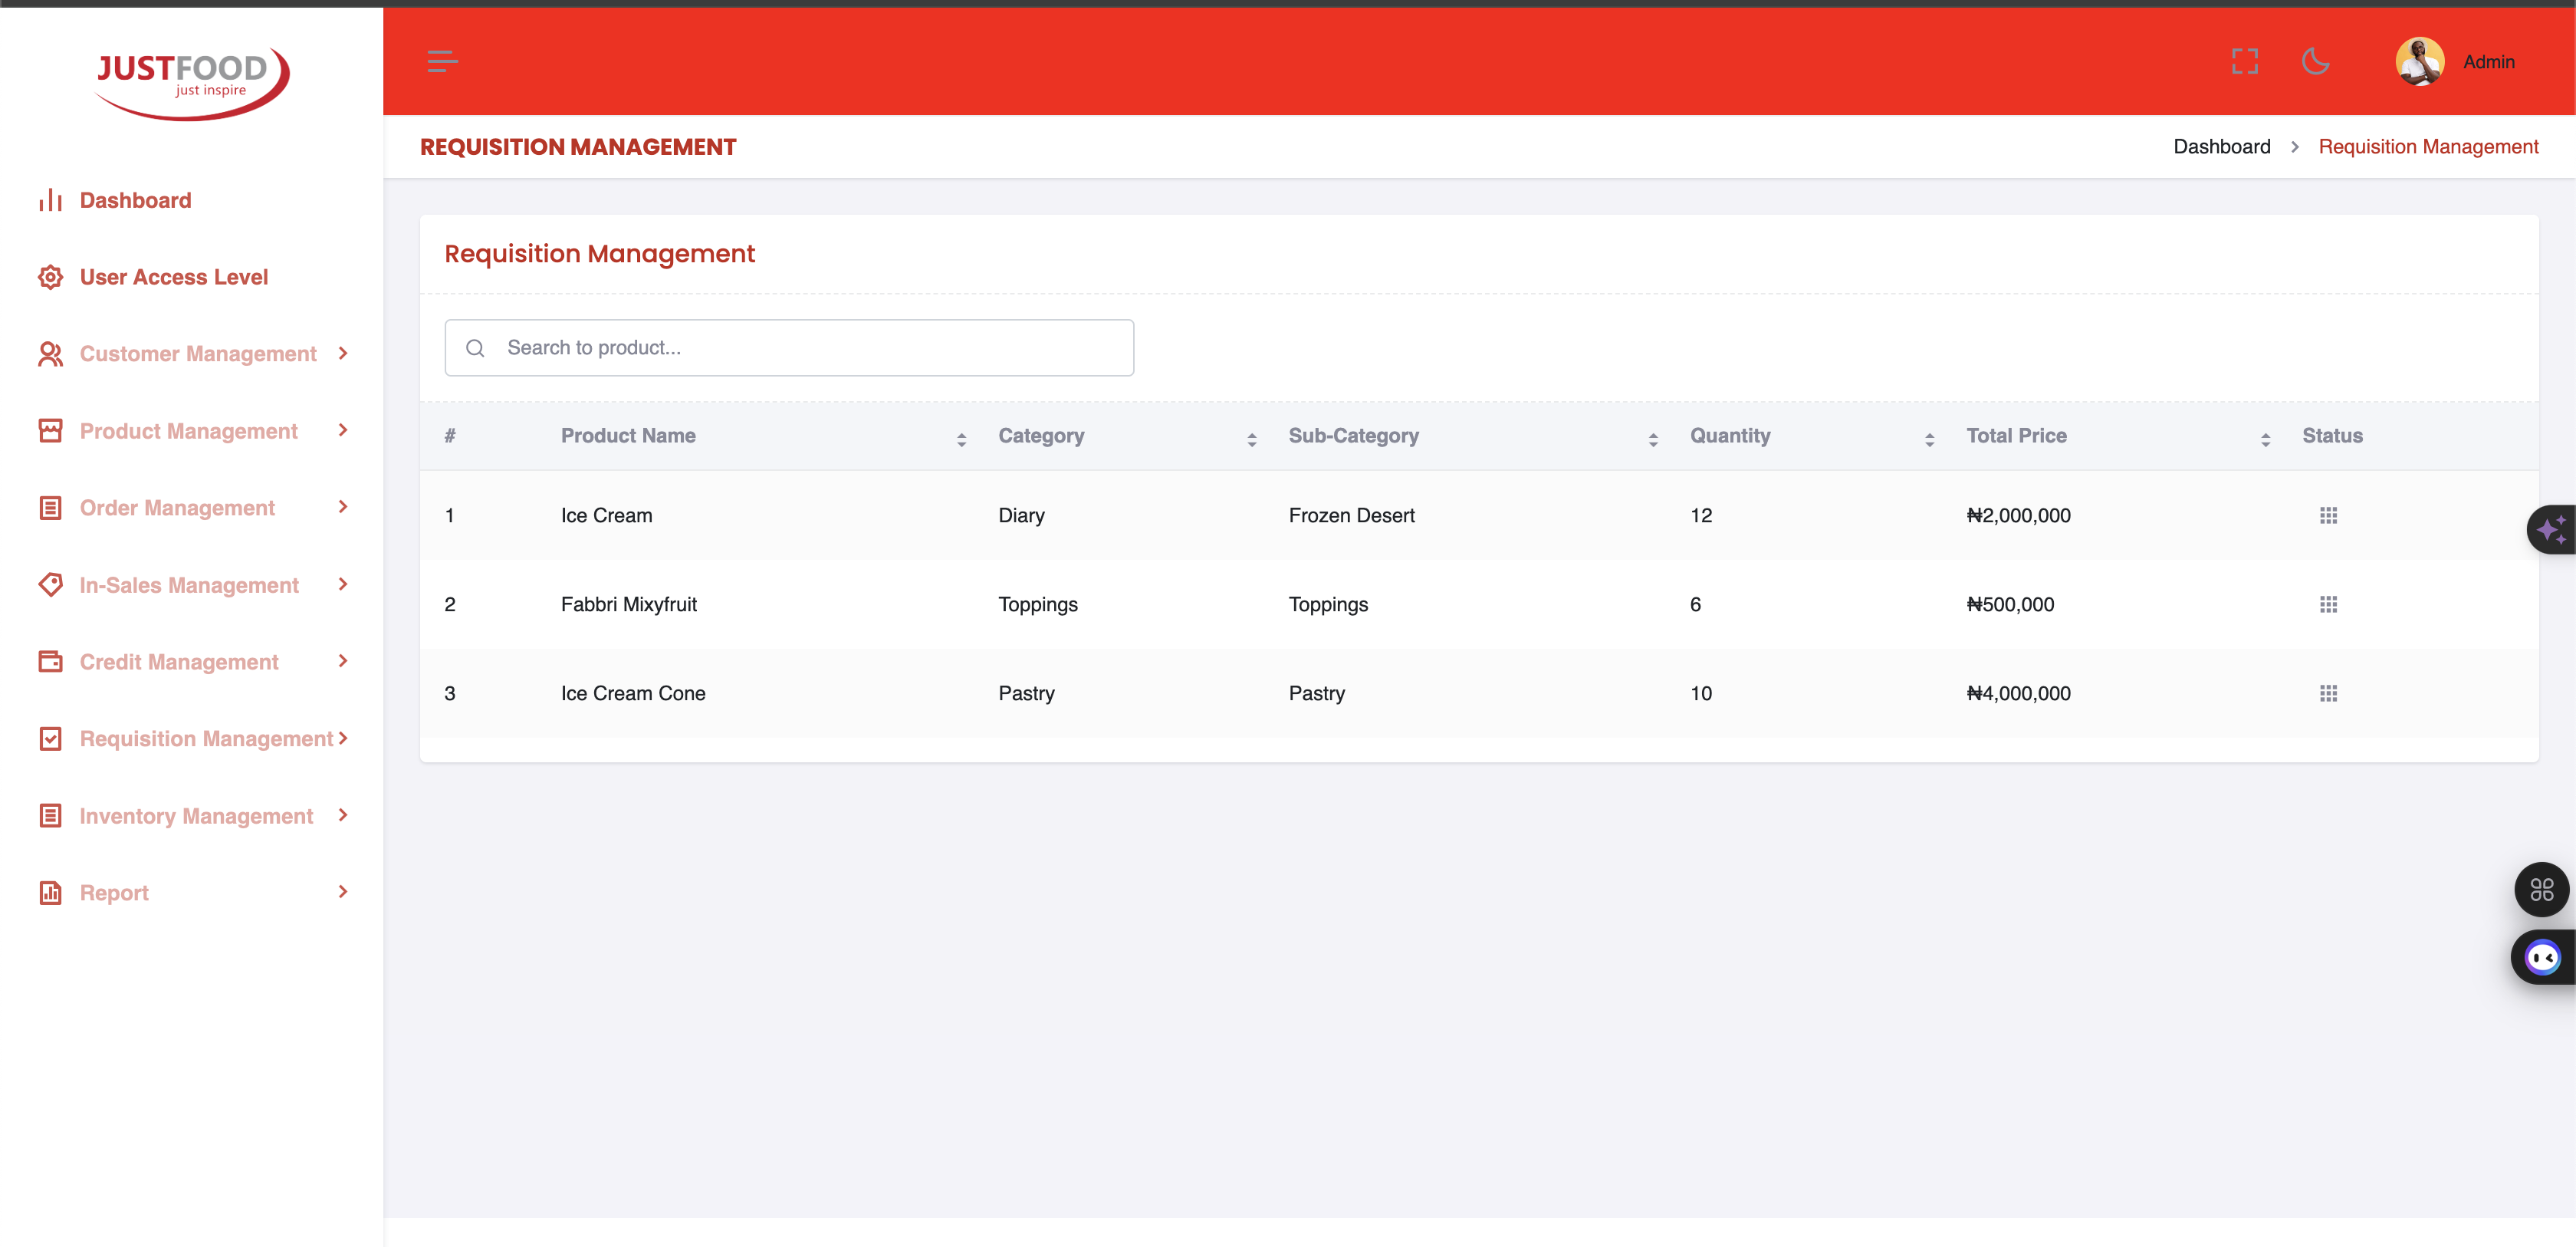 JUSTFOOD
just inspire
Dashboard
User Access Level
Customer Management
Product Management
Order Management
In-Sales Management
Credit Management
Requisition Management
Inventory Management
Report
Admin
REQUISITION MANAGEMENT
Dashboard > Requisition Management
Requisition Management
Search to product...
# Product Name Category Sub-Category Quantity Total Price Status
1 Ice Cream Diary Frozen Desert 12 ₦2,000,000
2 Fabbri Mixyfruit Toppings Toppings 6 ₦500,000
3 Ice Cream Cone Pastry Pastry 10 ₦4,000,000